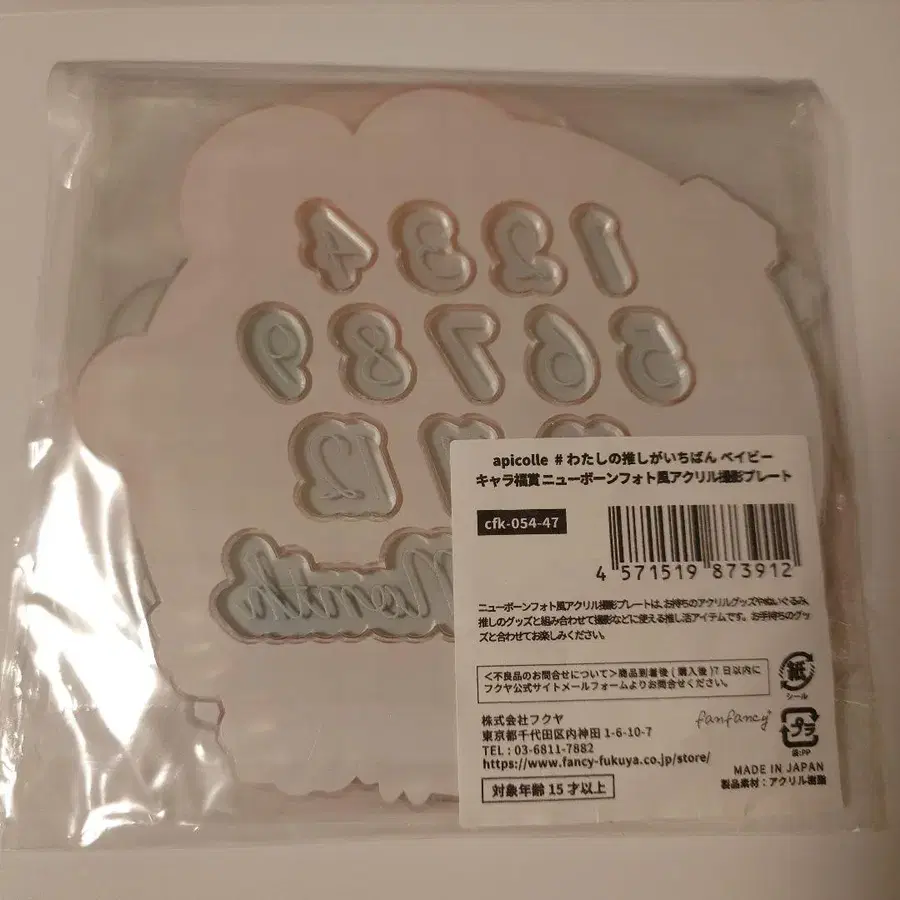 4 3 2 1
9 8 7 6 5
12 11
Month
apicolle #わたしの推しがいちばん ベイビー
キャラ福賞 ニューボーンフォト風アクリル撮影プレート
cfk-054-47
4 571519 873912
ニューボーンフォト風アクリル撮影プレートは、お持ちのアクリルグッズやぬいぐるみ、
推しのグッズと組み合わせて撮影などに使える推し活アイテムです。お手持ちのグッ
ズと合わせてお楽しみください。
<不良品のお問合せについて>商品到着後(購入後)7日以内に
フクヤ公式サイトメールフォームよりお問合せください。
紙
シール
株式会社フクヤ
東京都千代田区内神田 1-6-10-7
TEL : 03-6811-7882
https://www.fancy-fukuya.co.jp/store/
fanfancy+
プラ
袋:PP
MADE IN JAPAN
製品素材：アクリル樹脂
対象年齢 15 才以上